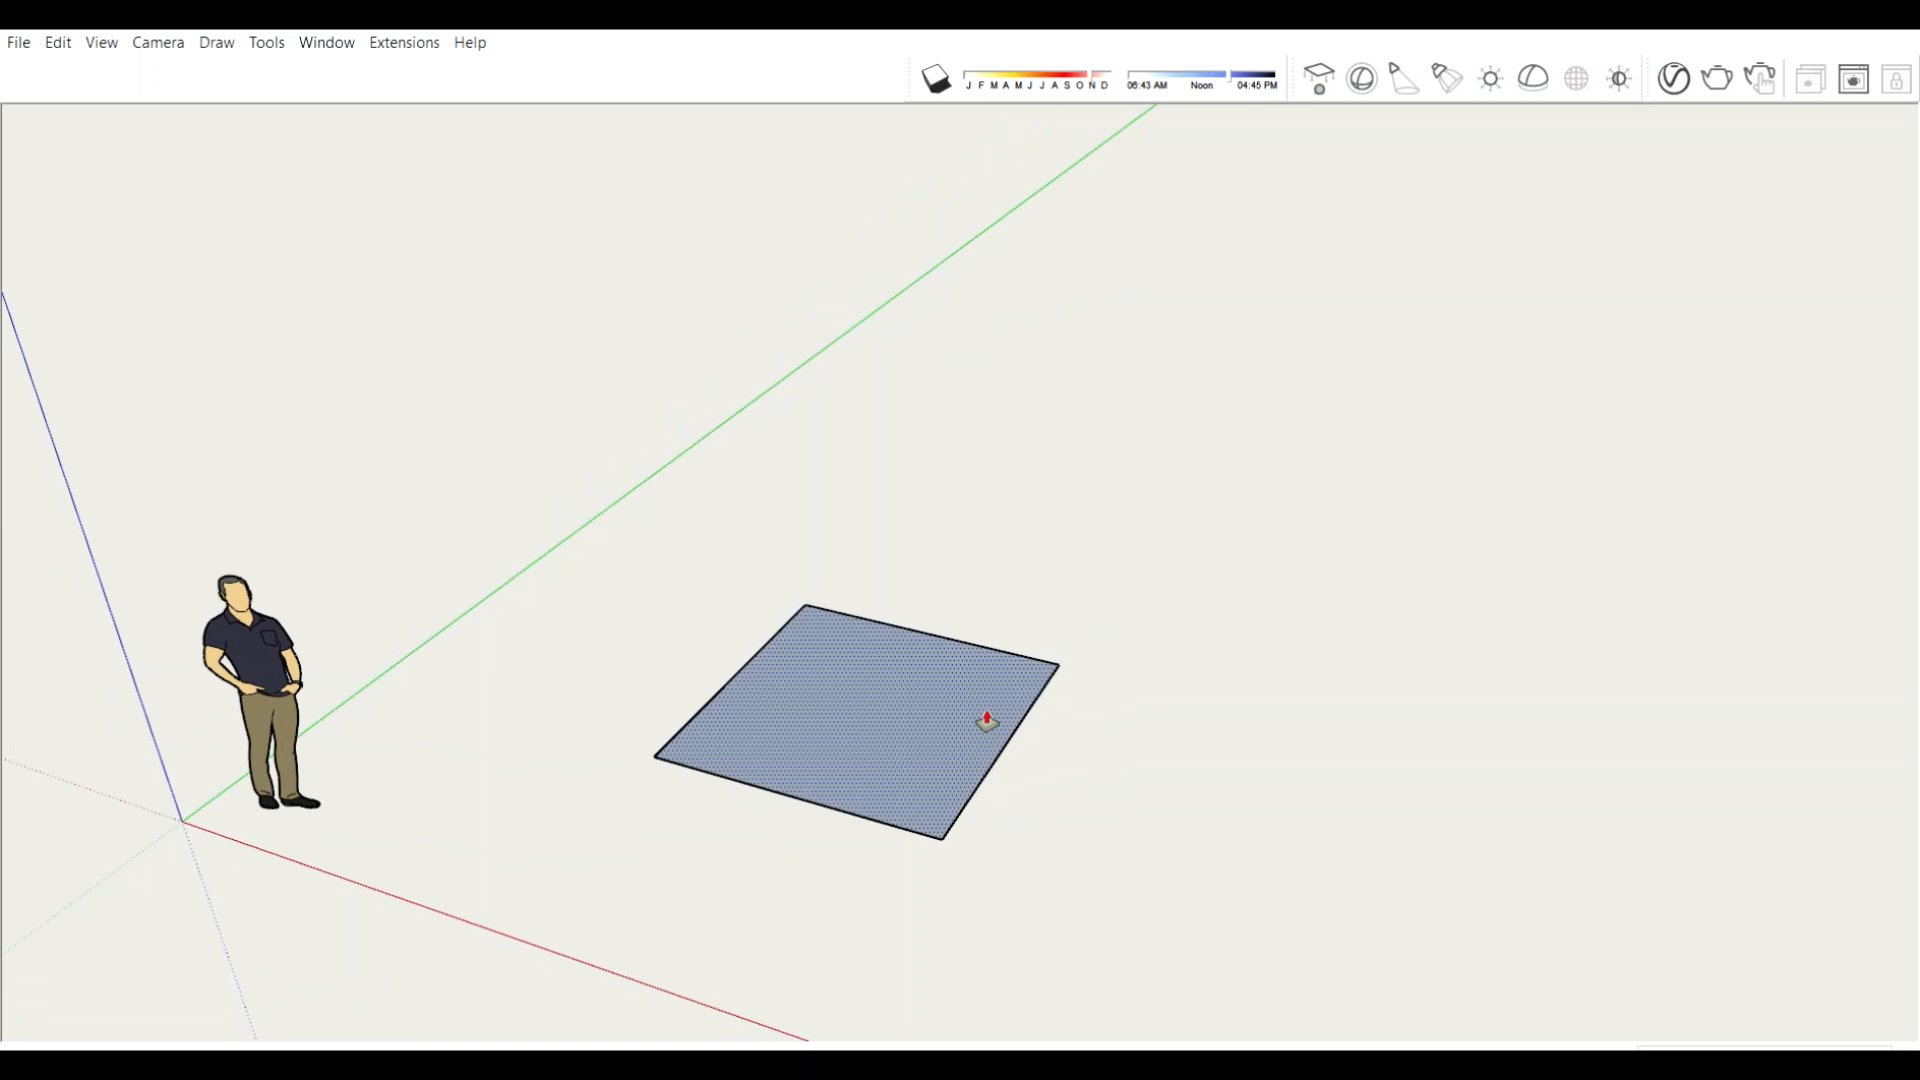 File Edit View Camera Draw Tools Window Extensions Help
J F M A M J J A S O N D 06:43 AM Noon 04:45 PM